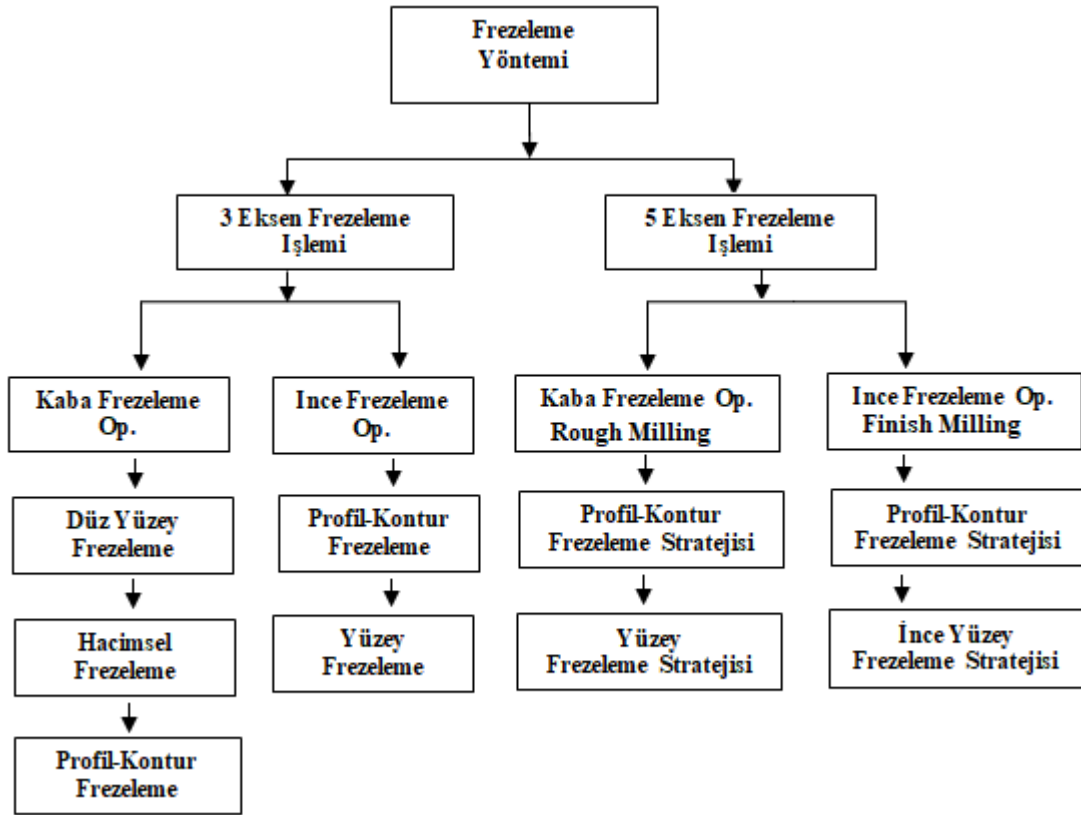 Frezeleme
Yöntemi
3 Eksen Frezeleme
İşlemi
5 Eksen Frezeleme
İşlemi
Kaba Frezeleme
Op.
Ince Frezeleme
Op.
Kaba Frezeleme Op.
Rough Milling
Ince Frezeleme Op.
Finish Milling
Düz Yüzey
Frezeleme
Profil-Kontur
Frezeleme
Profil-Kontur
Frezeleme Stratejisi
Profil-Kontur
Frezeleme Stratejisi
Hacimsel
Frezeleme
Yüzey
Frezeleme
Yüzey
Frezeleme Stratejisi
İnce Yüzey
Frezeleme Stratejisi
Profil-Kontur
Frezeleme